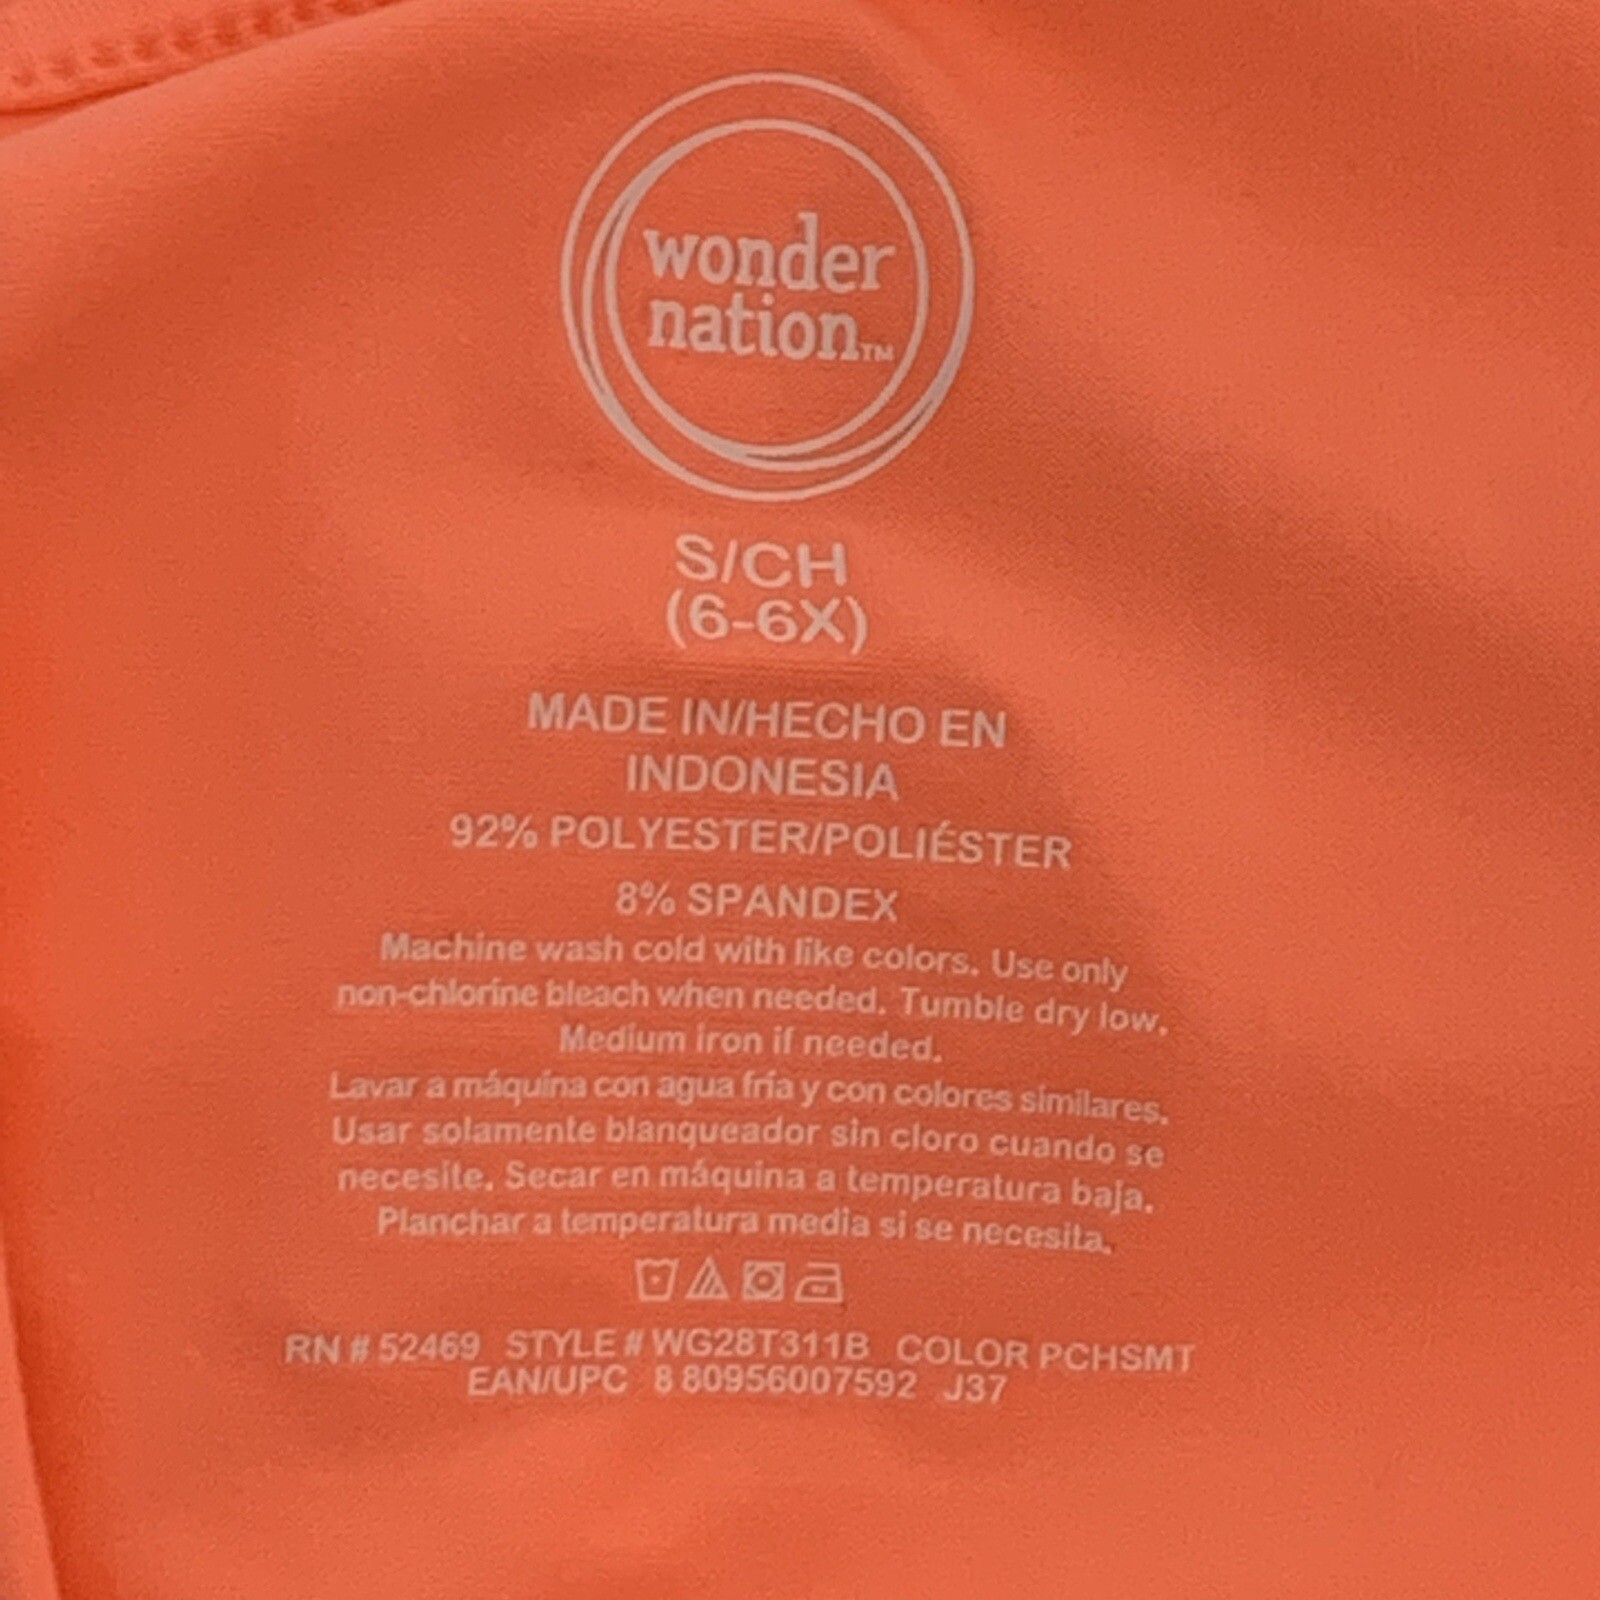 wonder
nation™
S/CH
(6-6X)
MADE IN/HECHO EN
INDONESIA
92% POLYESTER/POLIÉSTER
8% SPANDEX
Machine wash cold with like colors. Use only
non-chlorine bleach when needed. Tumble dry low.
Medium iron if needed.
Lavar a máquina con agua fría y con colores similares.
Usar solamente blanqueador sin cloro cuando se
necesite. Secar en máquina a temperatura baja.
Planchar a temperatura media si se necesita.
RN # 52469 STYLE # WG28T311B COLOR PCHSMT
EAN/UPC 8 80956007592 J37